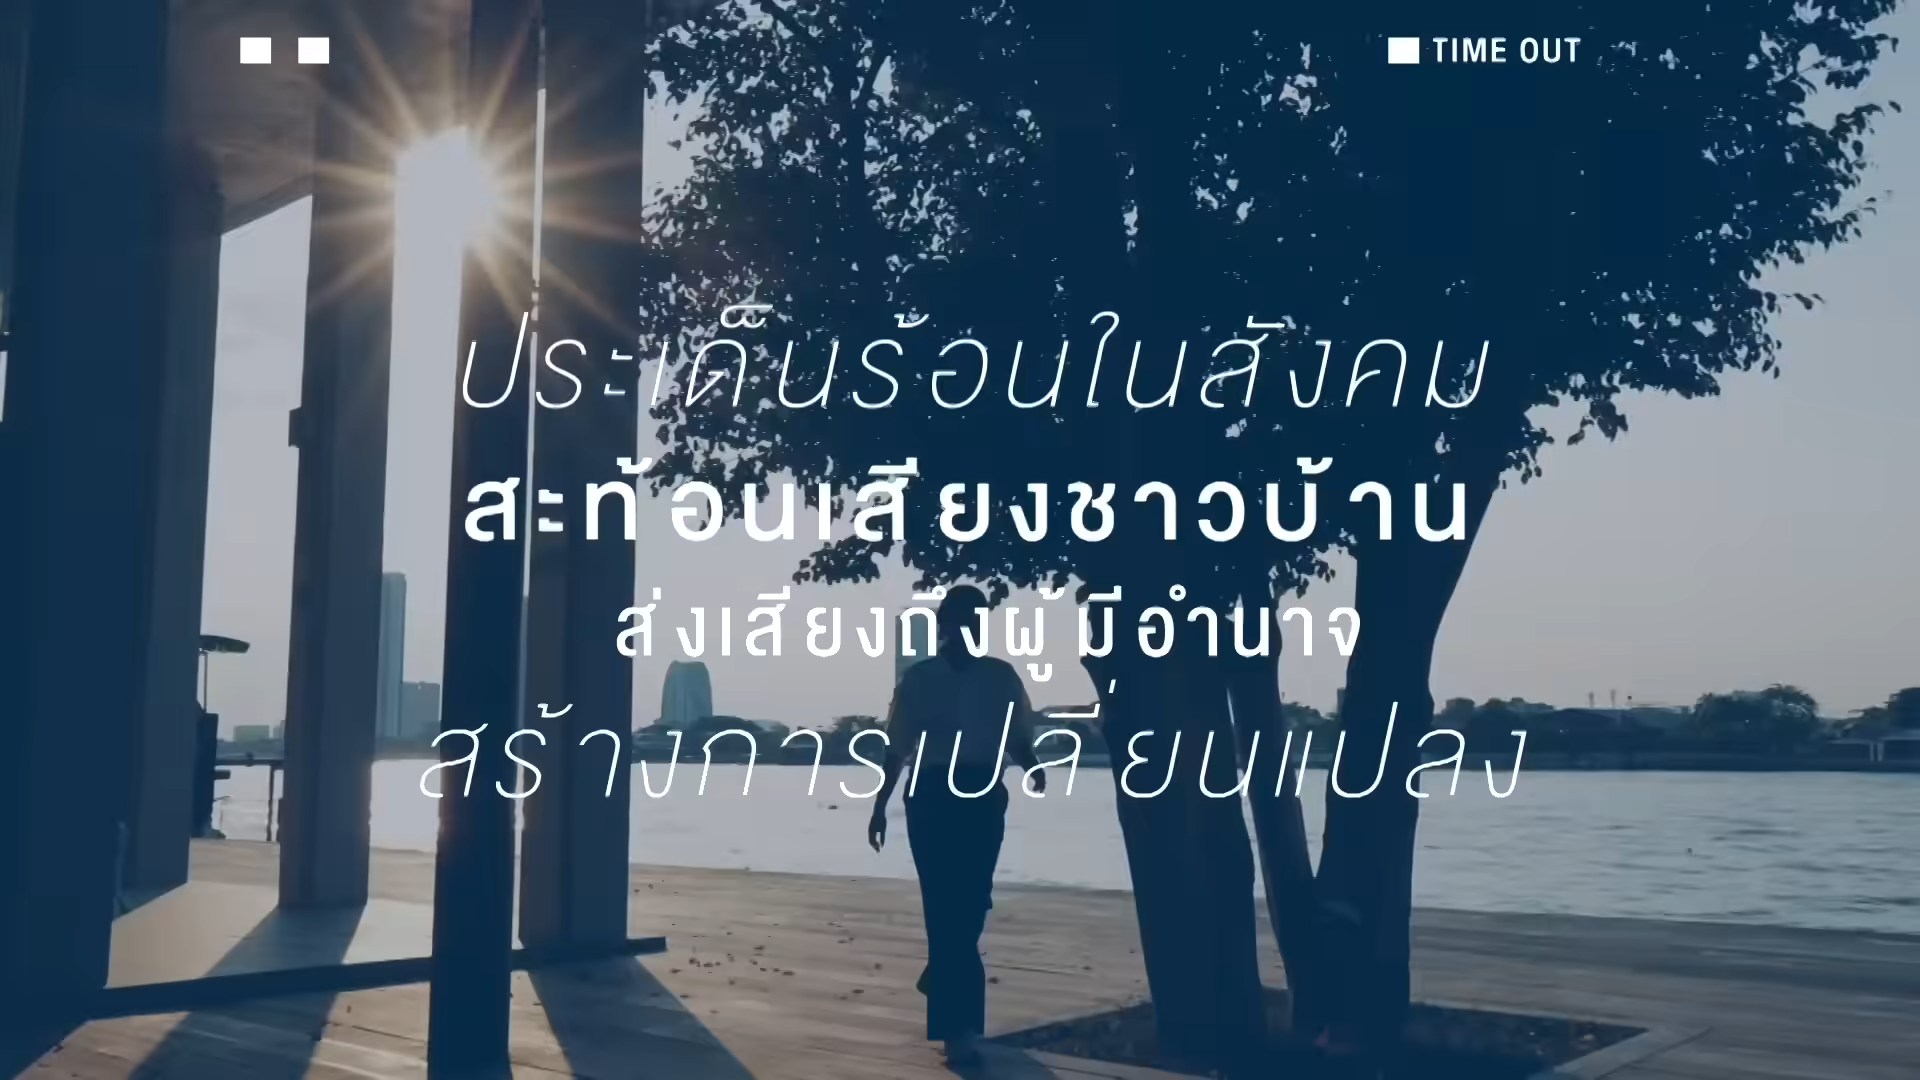 TIME OUT
ประเด็นร้อนในสังคม
สะท้อนเสียงชาวบ้าน
ส่งเสียงถึงผู้มีอำนาจ
สร้างการเปลี่ยนแปลง